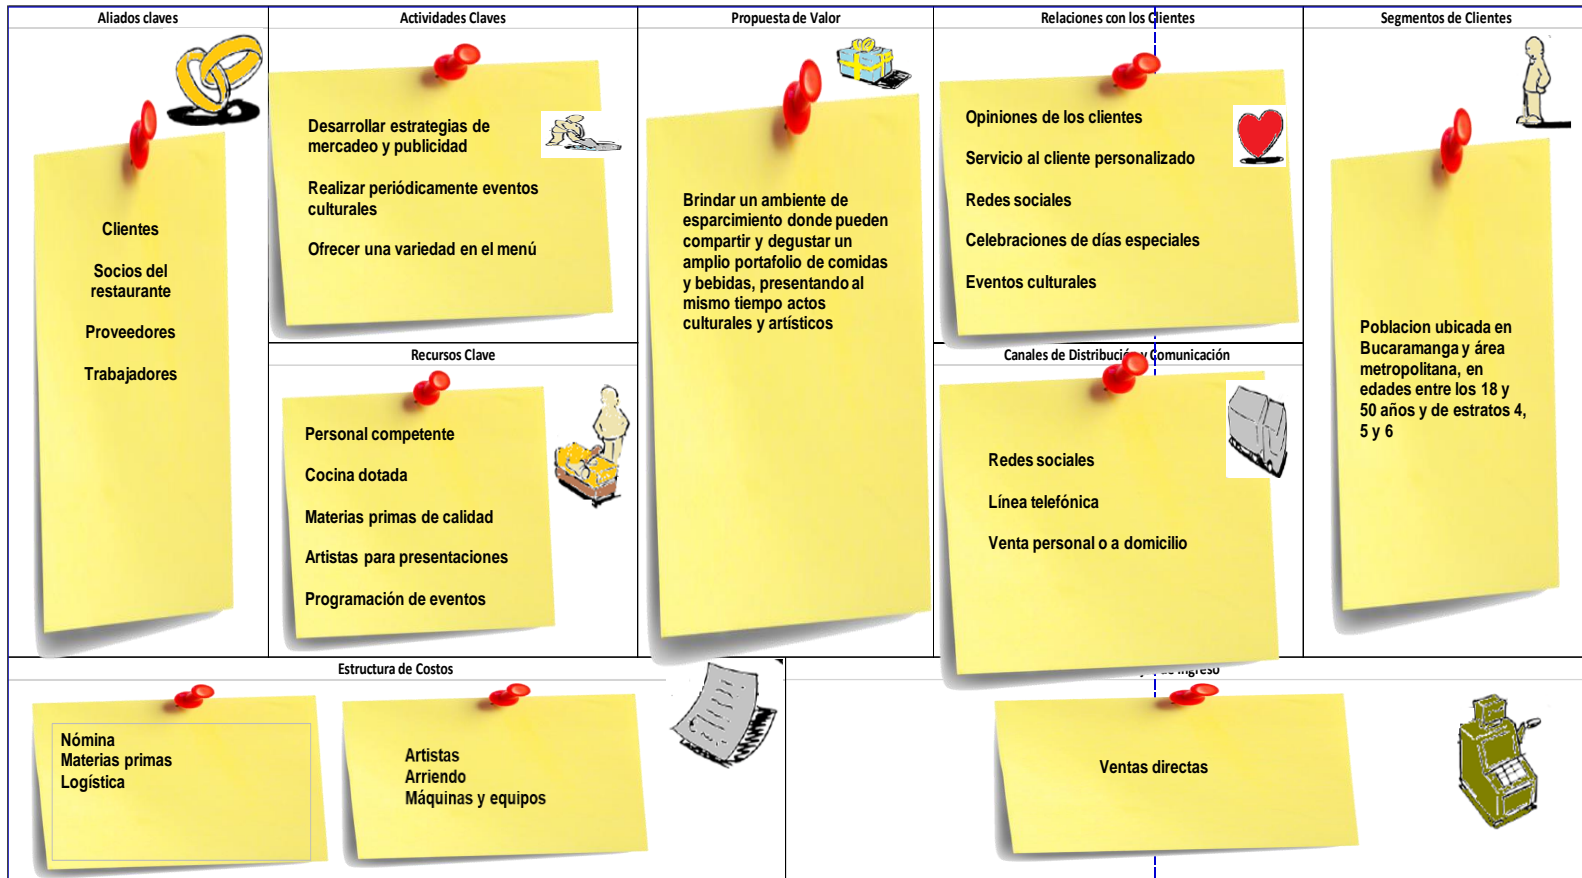 Aliados claves
Clientes
Socios del
restaurante
Proveedores
Trabajadores
Actividades Claves
Desarrollar estrategias de
mercadeo y publicidad
Realizar periódicamente eventos
culturales
Ofrecer una variedad en el menú
Recursos Clave
Personal competente
Cocina dotada
Materias primas de calidad
Artistas para presentaciones
Programación de eventos
Propuesta de Valor
Brindar un ambiente de
esparcimiento donde pueden
compartir y degustar un
amplio portafolio de comidas
y bebidas, presentando al
mismo tiempo actos
culturales y artísticos
Relaciones con los Clientes
Opiniones de los clientes
Servicio al cliente personalizado
Redes sociales
Celebraciones de días especiales
Eventos culturales
Canales de Distribución y Comunicación
Redes sociales
Línea telefónica
Venta personal o a domicilio
Segmentos de Clientes
Poblacion ubicada en
Bucaramanga y área
metropolitana, en
edades entre los 18 y
50 años y de estratos 4,
5 y 6
Estructura de Costos
Nómina
Materias primas
Logística
Artistas
Arriendo
Máquinas y equipos
de Ingreso
Ventas directas